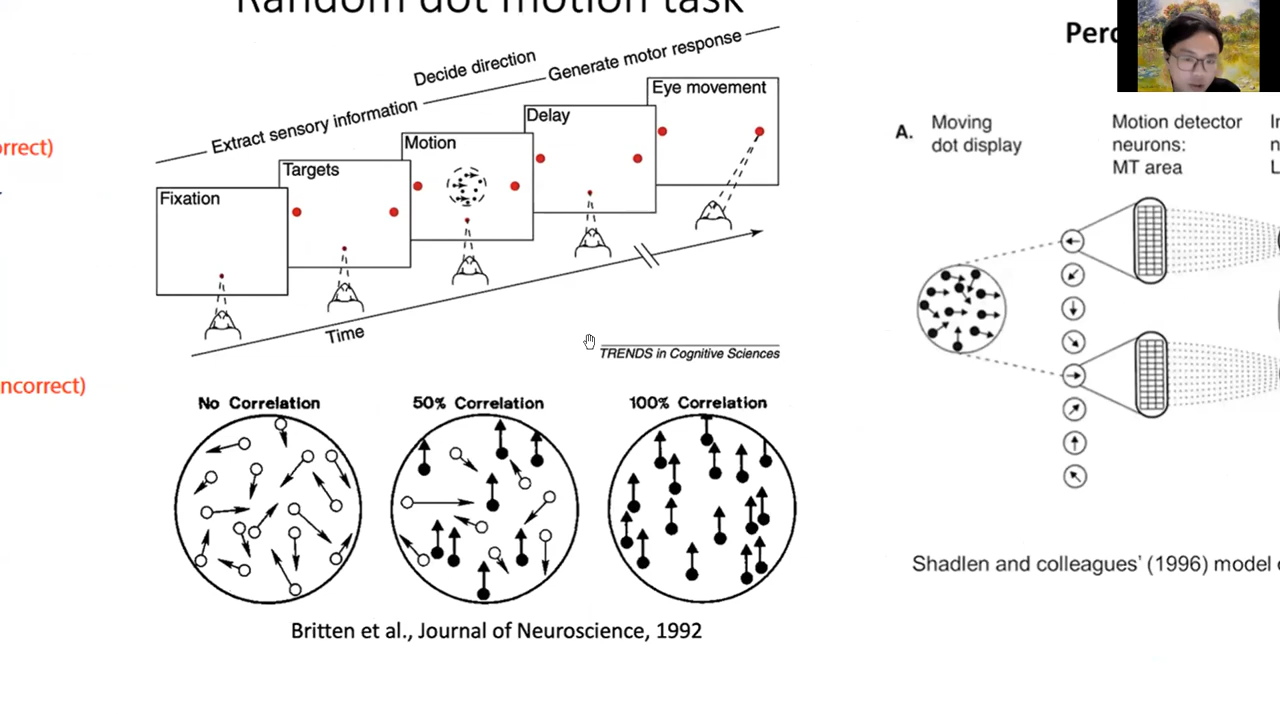 Random dot motion task
Perc
Decide direction
Generate motor response
Extract sensory information
Eye movement
Delay
Motion
Targets
Fixation
Time
TRENDS in Cognitive Sciences
orrect)
ncorrect)
No Correlation
50% Correlation
100% Correlation
Britten et al., Journal of Neuroscience, 1992
A.
Moving
dot display
Motion detector
neurons:
MT area
Shadlen and colleagues’ (1996) model